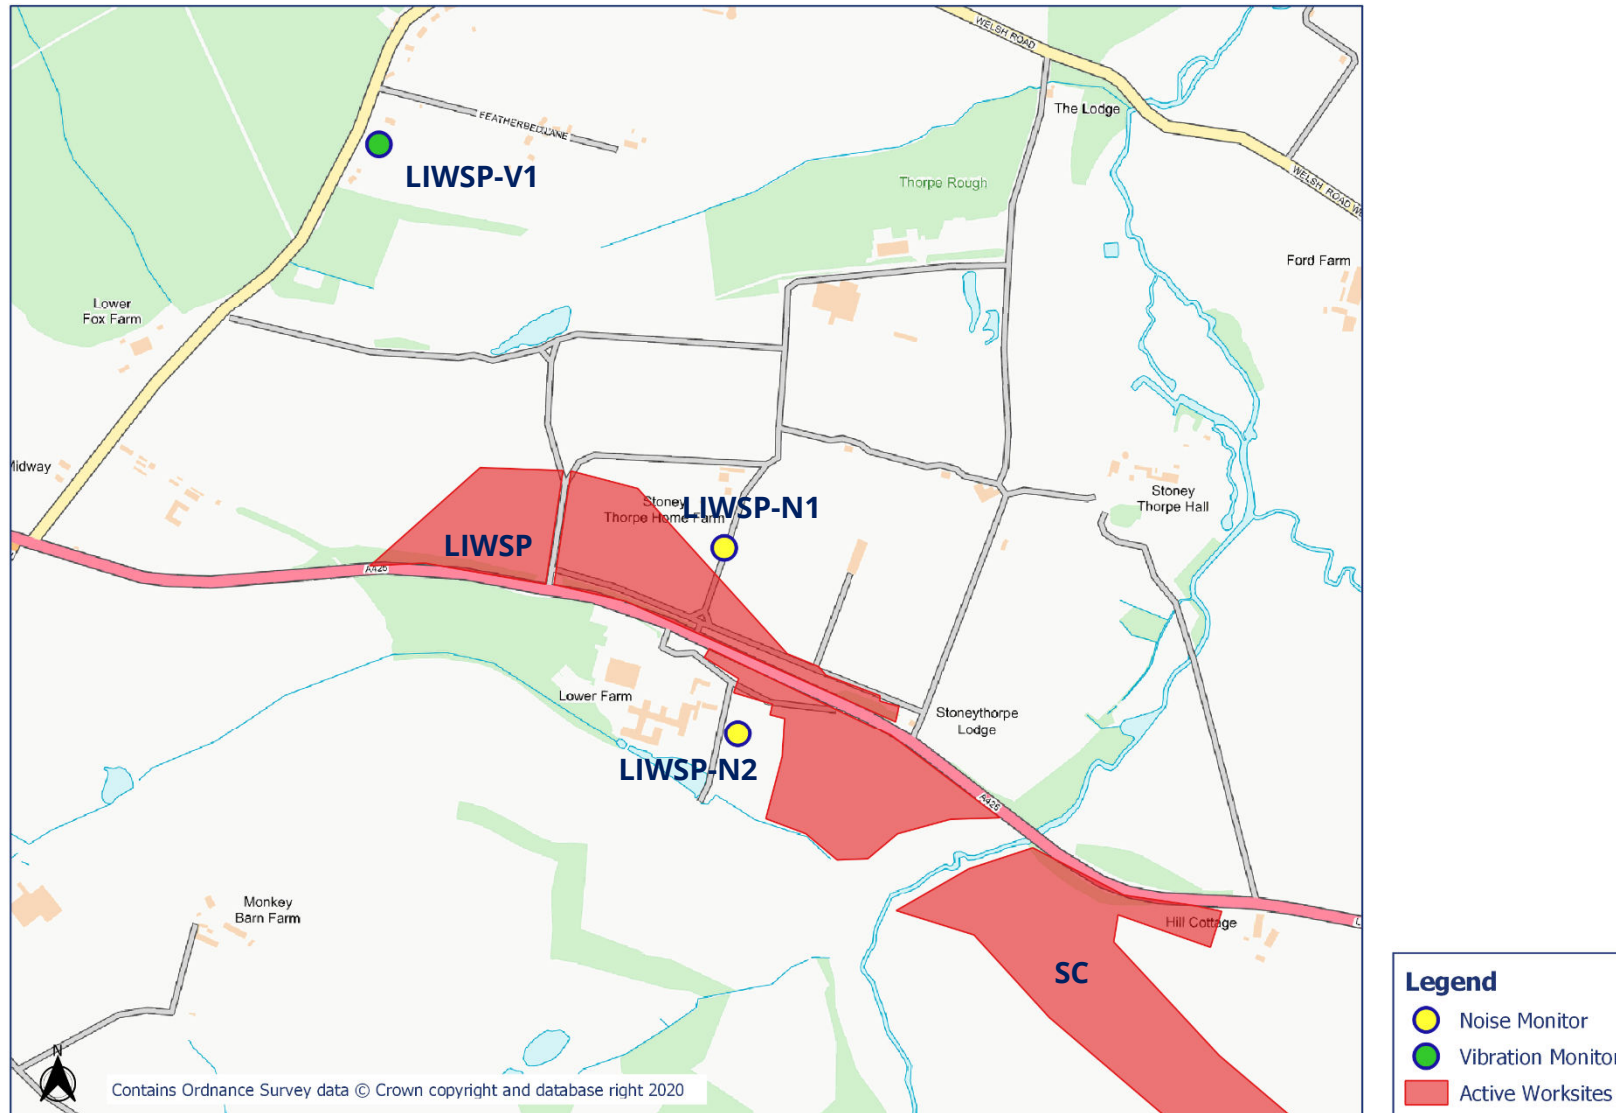 WELSH ROAD
The Lodge
FEATHERBED LANE
LIWSP-V1
Thorpe Rough
WELSH ROAD WE
Ford Farm
Lower
Fox Farm
Midway
Stoney
Thorpe Home Farm
LIWSP-N1
Stoney
Thorpe Hall
LIWSP
A425
Lower Farm
Stoneythorpe
Lodge
LIWSP-N2
A425
Monkey
Barn Farm
Hill Cottage
SC
N
Contains Ordnance Survey data © Crown copyright and database right 2020
Legend
Noise Monitor
Vibration Monitor
Active Worksites